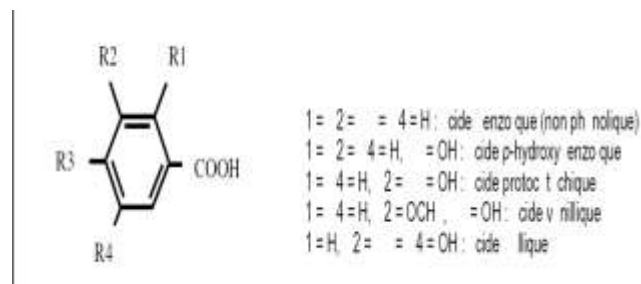 R2 R1
R3 COOH
R4
1= 2= = 4=H: cide enzo que (non ph nolique)
1= 2= 4=H, =OH: cide p-hydroxy enzo que
1= 4=H, 2= =OH: cide protoc t chique
1= 4=H, 2=OCH , =OH: cide v nillique
1=H, 2= = 4=OH: cide llique